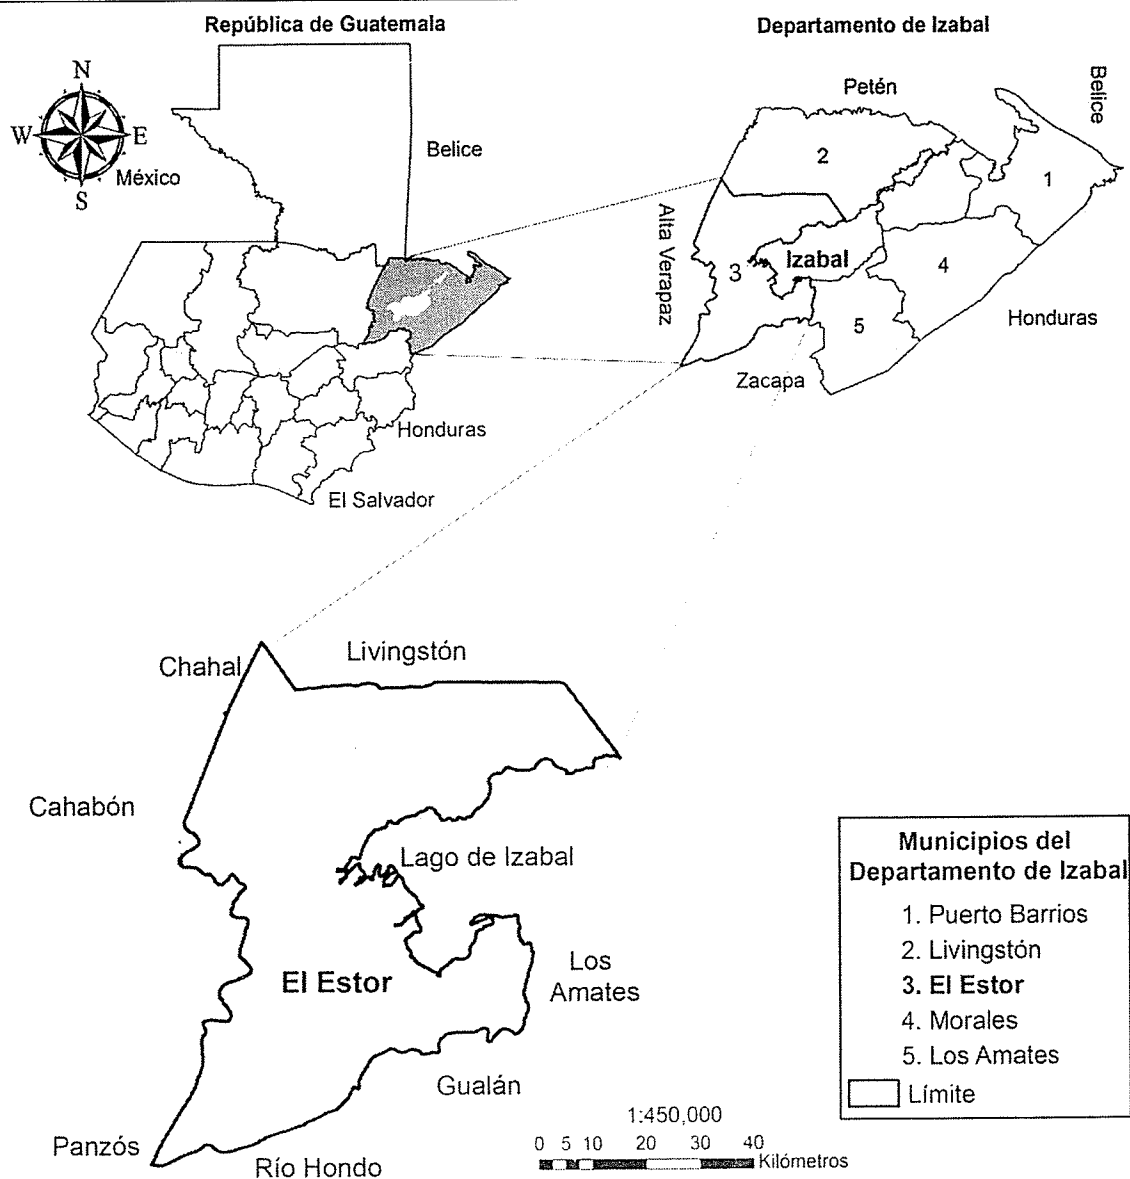 República de Guatemala
N
W
E
S
México
Belice
Honduras
El Salvador
Departamento de Izabal
Petén
Belice
2
1
Alta Verapaz
3
Izabal
4
5
Honduras
Zacapa
Chahal
Livingstón
Cahabón
Lago de Izabal
El Estor
Los
Amates
Gualán
Panzós
Río Hondo
1:450,000
0 5 10 20 30 40
Kilómetros
Municipios del
Departamento de Izabal
1. Puerto Barrios
2. Livingstón
3. El Estor
4. Morales
5. Los Amates
Límite